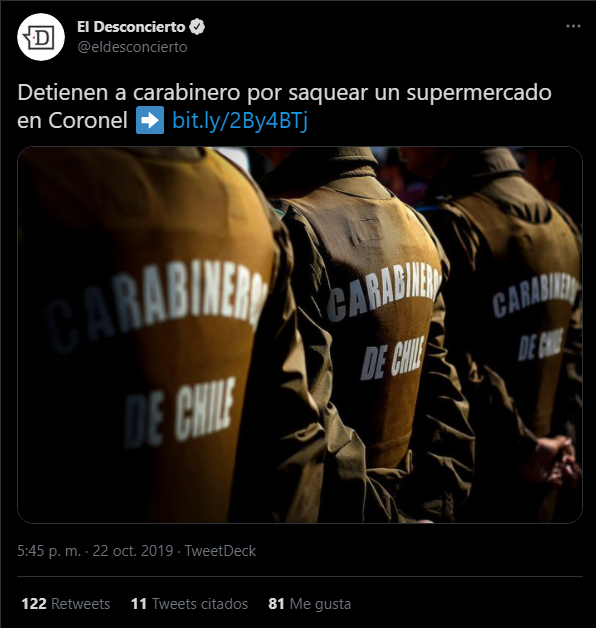 El Desconcierto
@eldesconcierto
Detienen a carabinero por saquear un supermercado
en Coronel ➡ bit.ly/2By4BTj
CARABINEROS
DE CHILE
CARABINERO
DE CHILE
CARABINERO
DE CHILE
5:45 p. m. · 22 oct. 2019 · TweetDeck
122 Retweets 11 Tweets citados 81 Me gusta